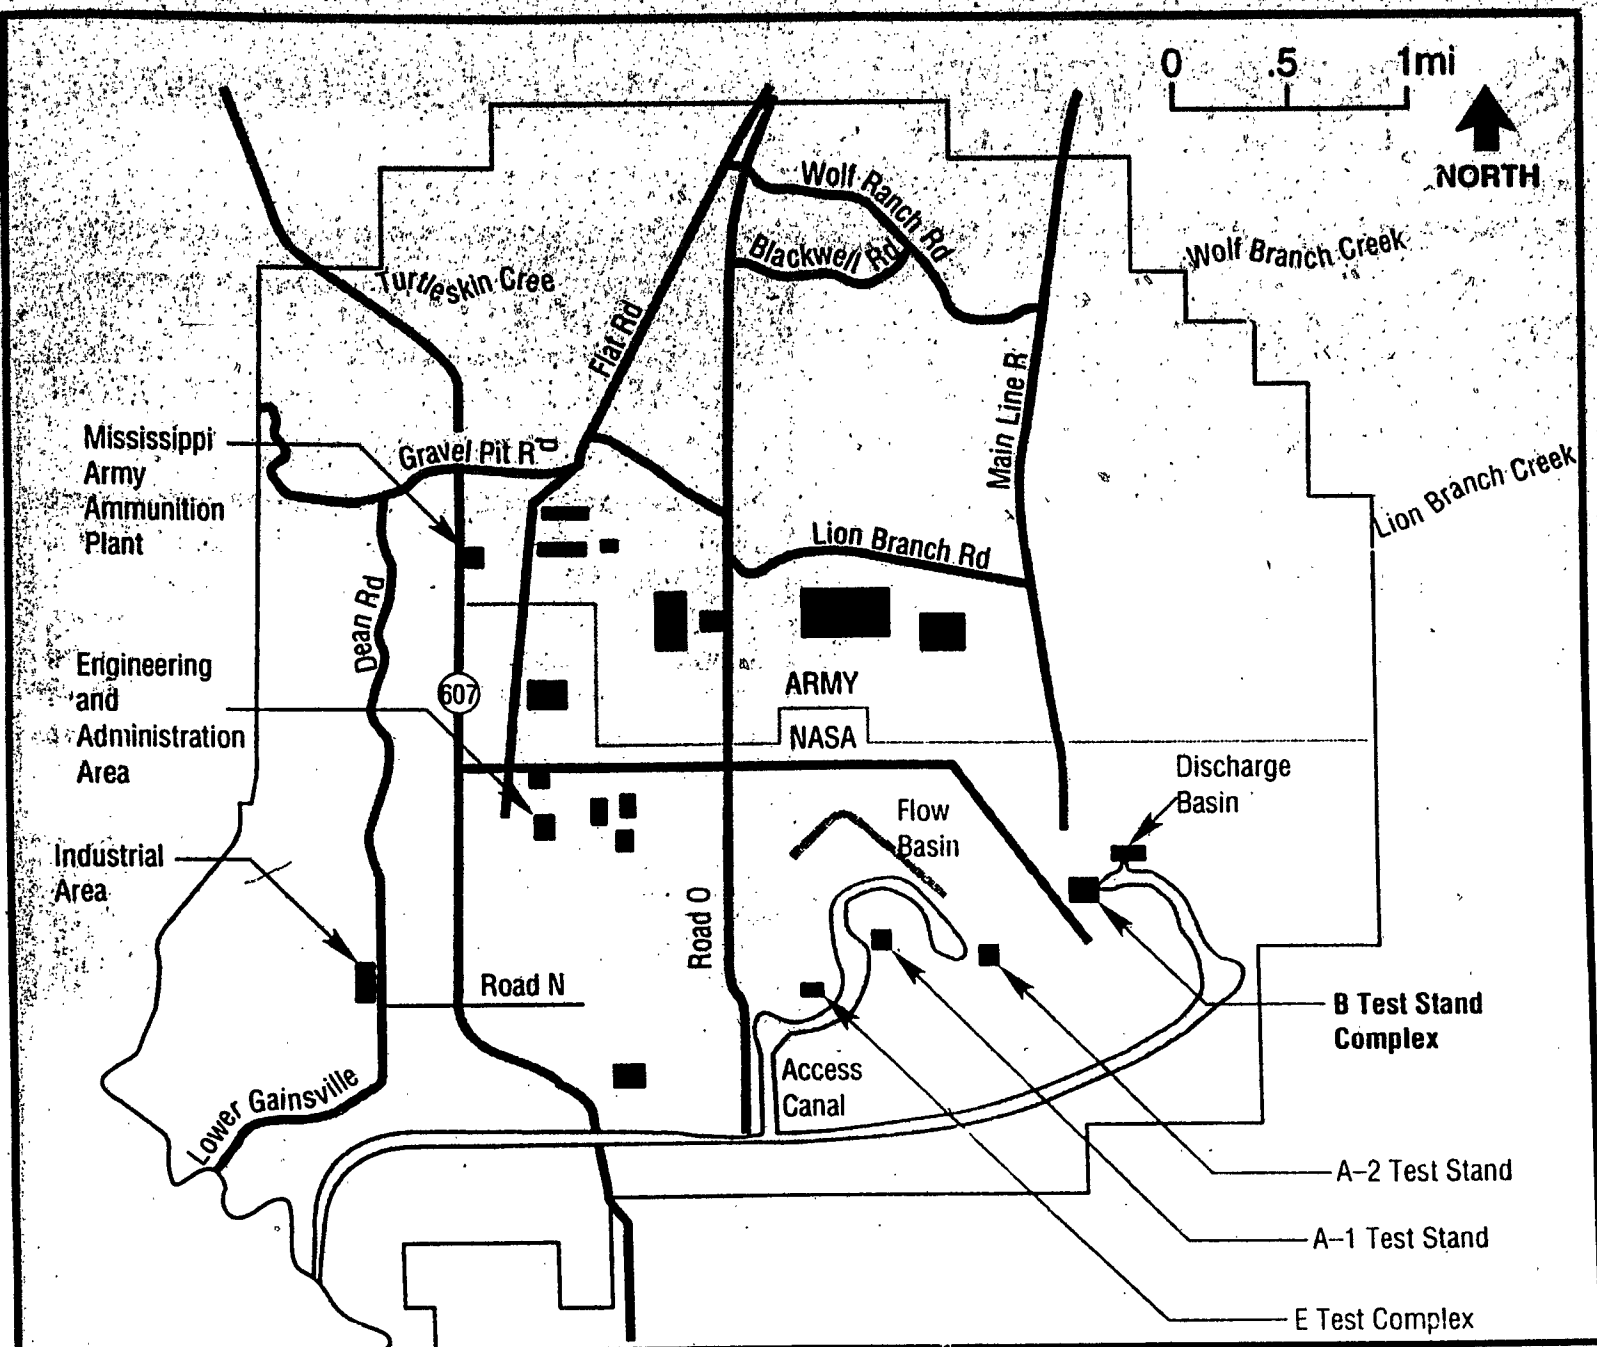 0 .5 1mi
NORTH
Wolf Ranch Rd
Blackwell Rd
Wolf Branch Creek
Turtleskin Cree
Flat Rd
Main Line R
Mississippi
Army
Ammunition
Plant
Gravel Pit Rd
Lion Branch Creek
Lion Branch Rd
Dean Rd
Engineering
and
Administration
Area
607
ARMY
NASA
Discharge
Basin
Flow
Basin
Industrial
Area
Road O
Road N
B Test Stand
Complex
Access
Canal
Lower Gainsville
A-2 Test Stand
A-1 Test Stand
E Test Complex